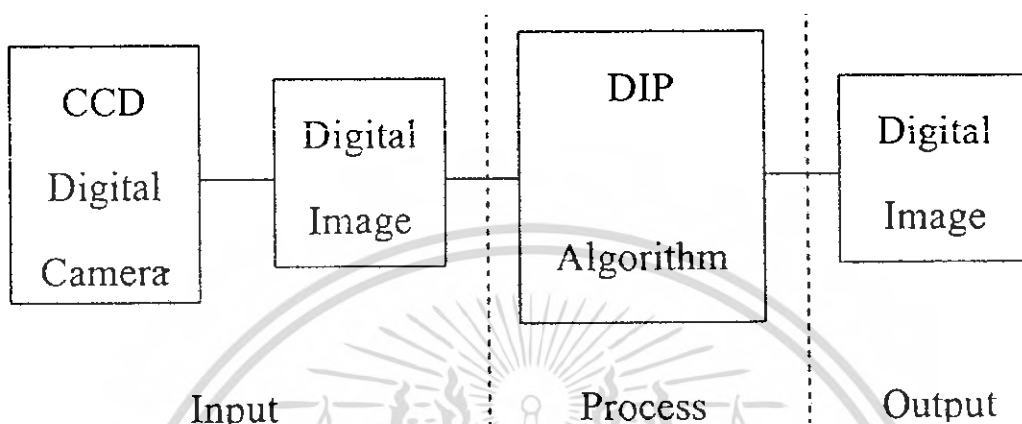 CCD
Digital
Camera
Digital
Image
DIP
Algorithm
Digital
Image
Input
Process
Output